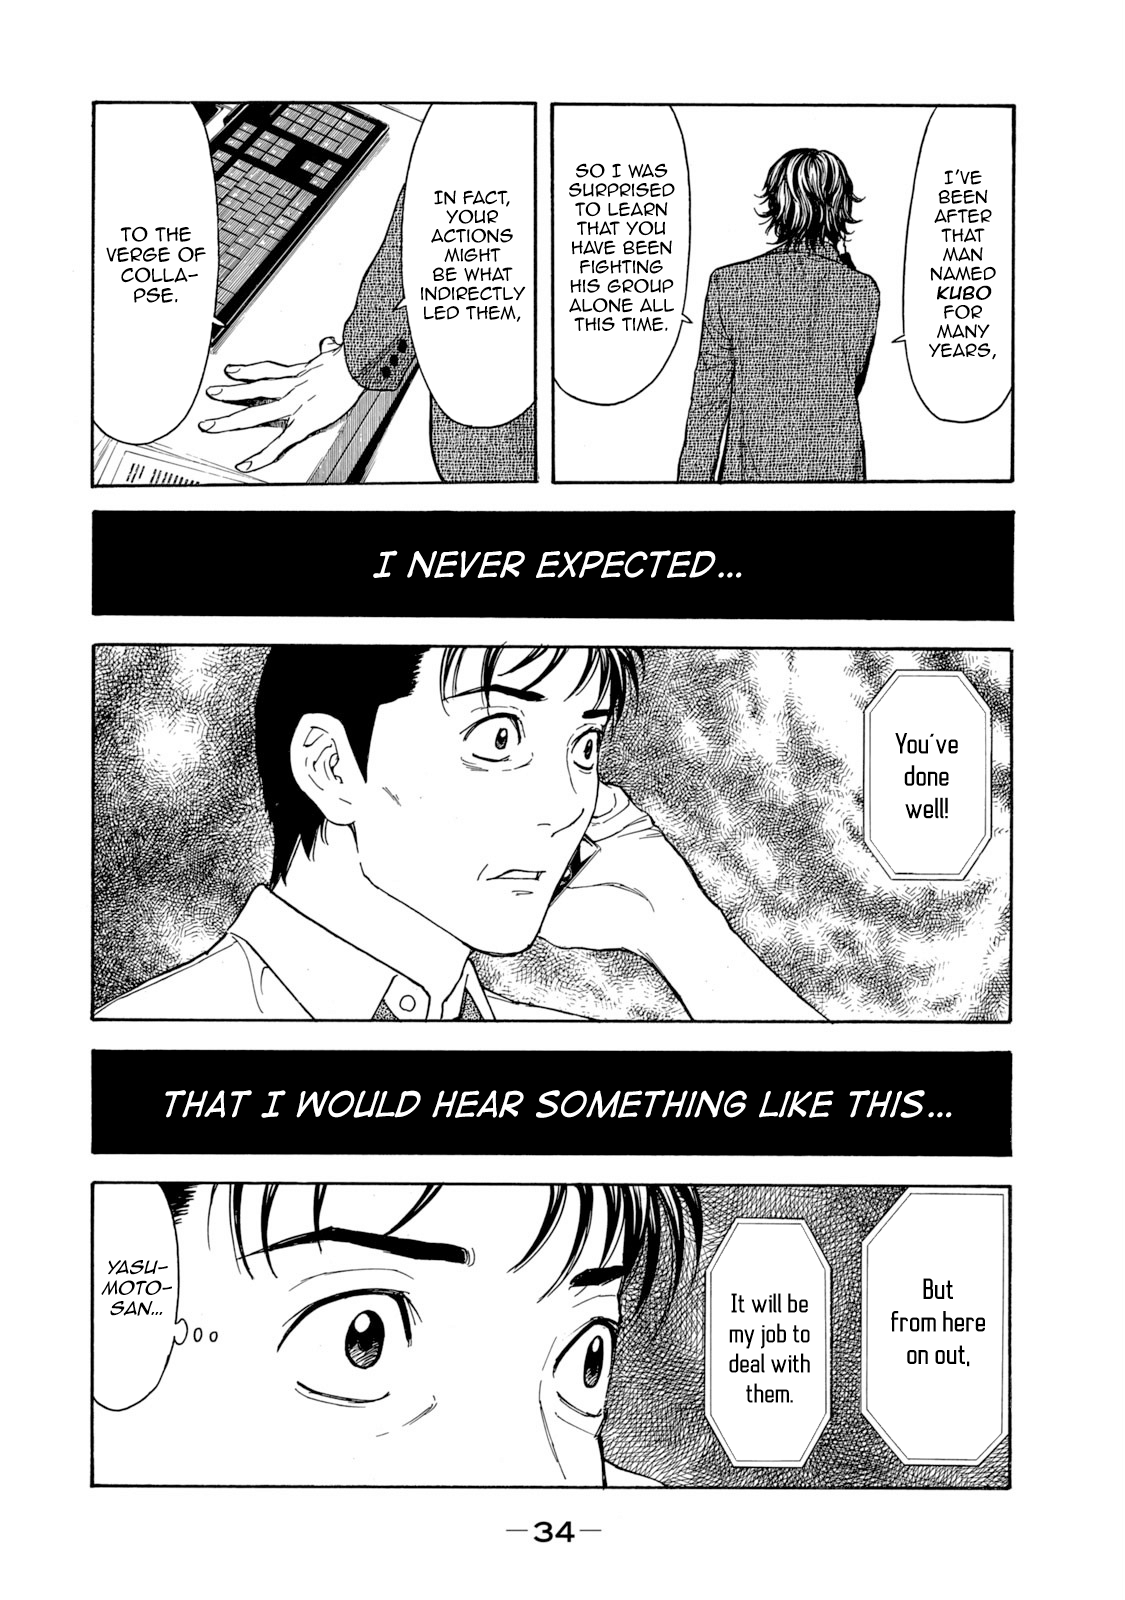 I'VE
BEEN
AFTER
THAT
MAN
NAMED
KUBO
FOR
MANY
YEARS,
SO I WAS
SURPRISED
TO LEARN
THAT YOU
HAVE BEEN
FIGHTING
HIS GROUP
ALONE ALL
THIS TIME.
IN FACT,
YOUR
ACTIONS
MIGHT
BE WHAT
INDIRECTLY
LED THEM,
TO THE
VERGE OF
COLLA-
PSE.
I NEVER EXPECTED...
You've
done
well!
THAT I WOULD HEAR SOMETHING LIKE THIS...
But
from here
on out,
It will be
my job to
deal with
them.
YASU-
MOTO-
SAN...
—34—